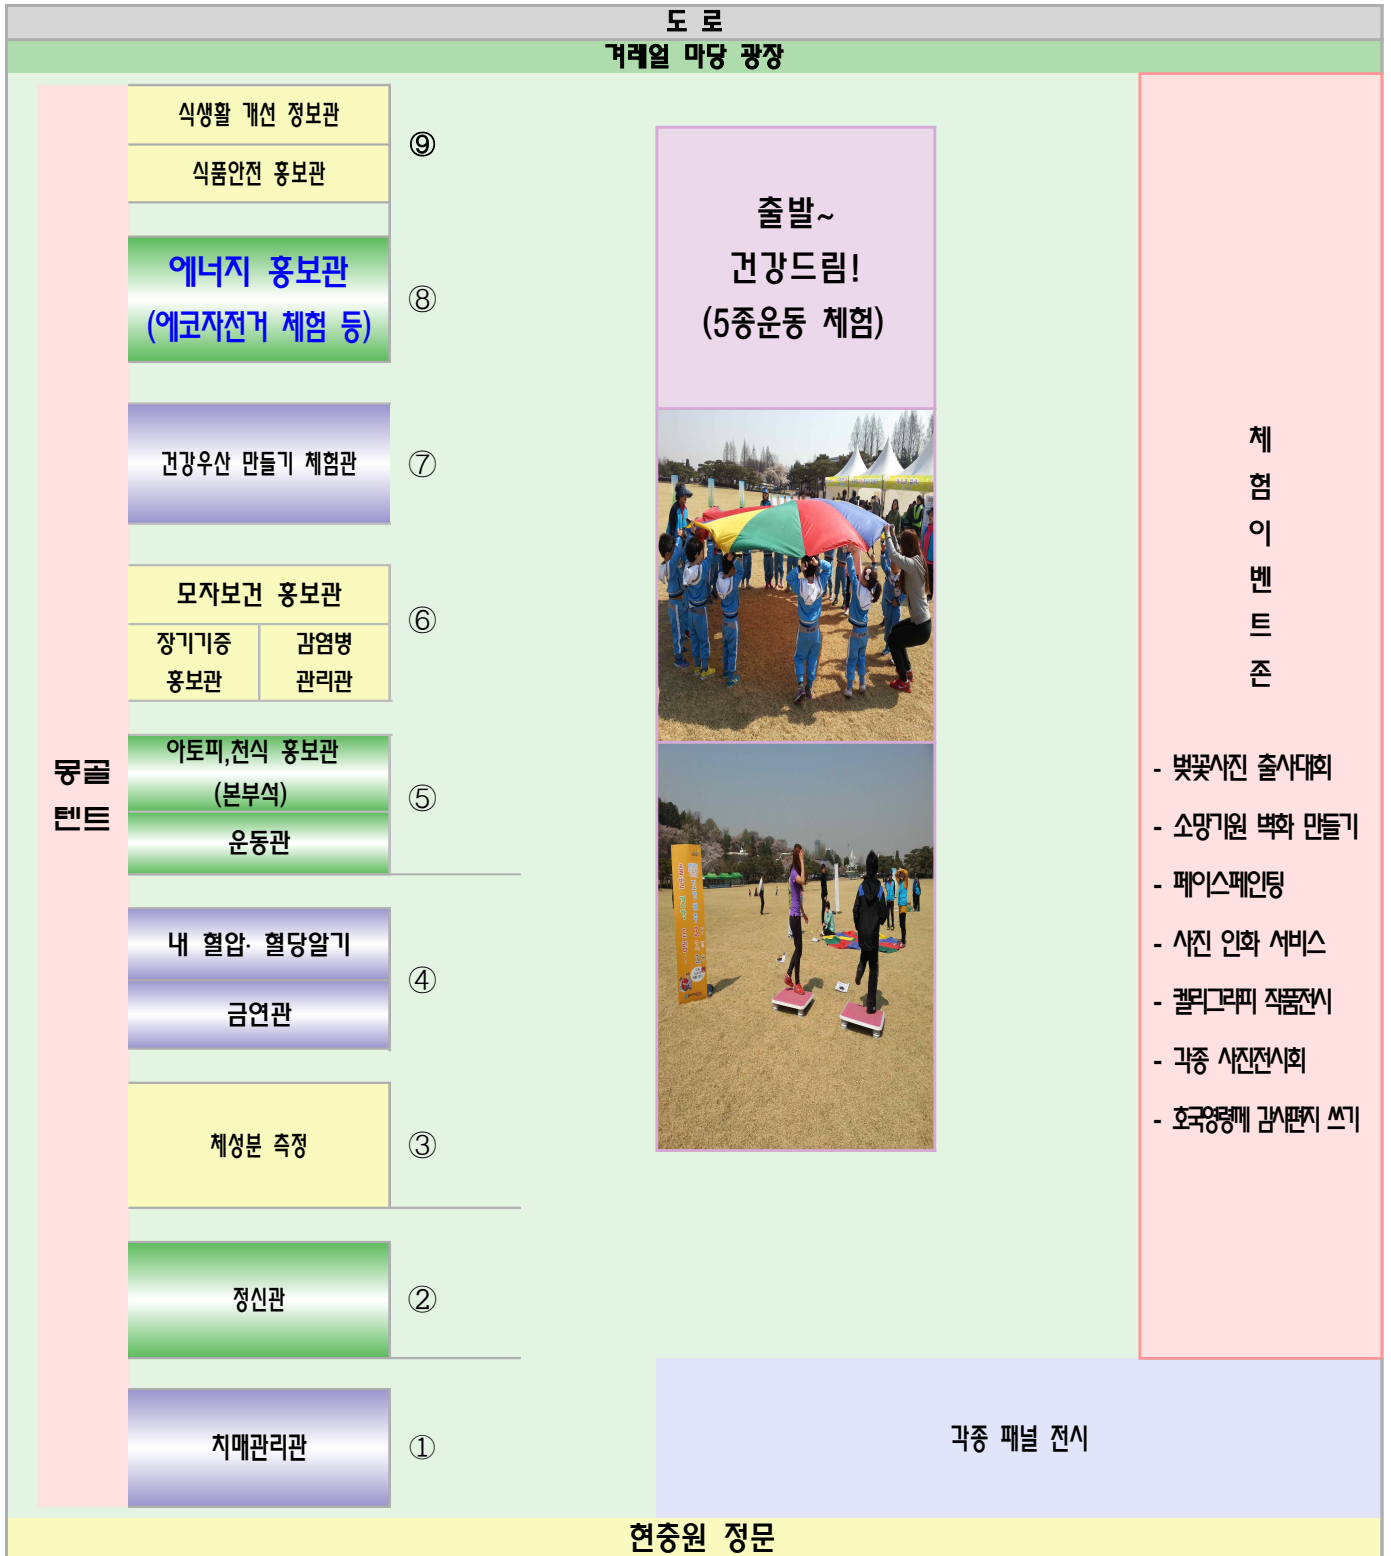 도 로
겨레얼 마당 광장
식생활 개선 정보관
⑨
식품안전 홍보관
에너지 홍보관
(에코자전거 체험 등)
⑧
건강우산 만들기 체험관
⑦
모자보건 홍보관
장기기증
홍보관
감염병
관리관
⑥
아토피,천식 홍보관
(본부석)
운동관
⑤
내 혈압· 혈당알기
금연관
④
체성분 측정
③
정신관
②
치매관리관
①
몽골
텐트
출발~
건강드림!
(5종운동 체험)
체
험
이
벤
트
존
- 벚꽃사진 출사대회
- 소망기원 벽화 만들기
- 페이스페인팅
- 사진 인화 서비스
- 캘리그라피 작품전시
- 각종 사진전시회
- 호국영령께 감사편지 쓰기
각종 패널 전시
현충원 정문